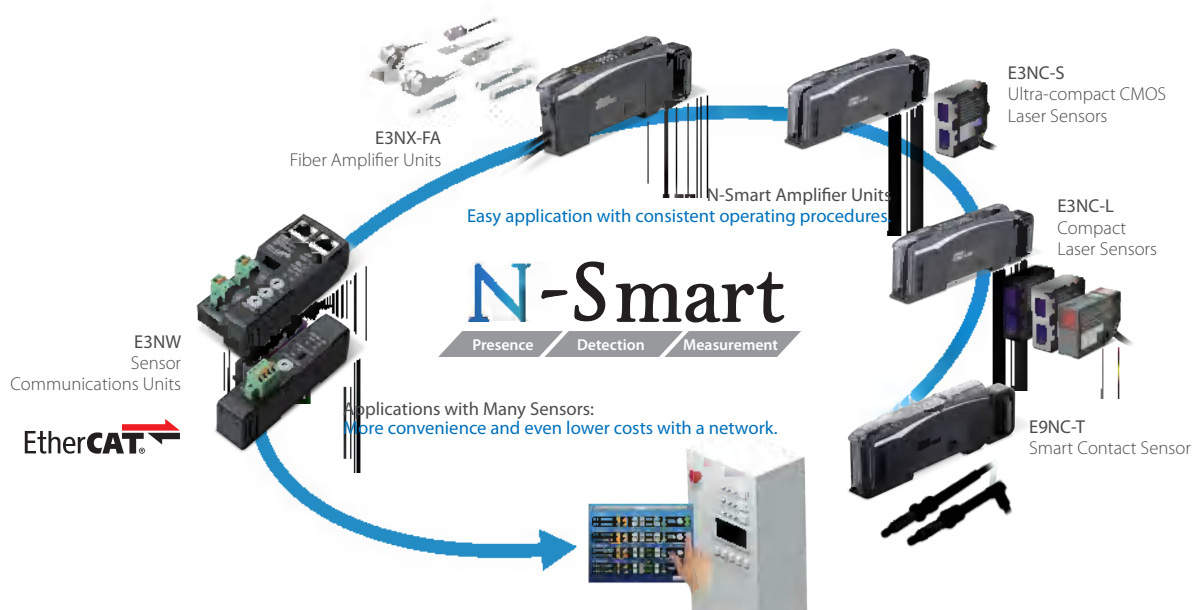 E3NX-FA
Fiber Amplifier Units
E3NC-S
Ultra-compact CMOS
Laser Sensors
N-Smart Amplifier Units
Easy application with consistent operating procedures.
E3NC-L
Compact
Laser Sensors
N-Smart
Presence Detection Measurement
E3NW
Sensor
Communications Units
EtherCAT®
Applications with Many Sensors:
More convenience and even lower costs with a network.
E9NC-T
Smart Contact Sensor